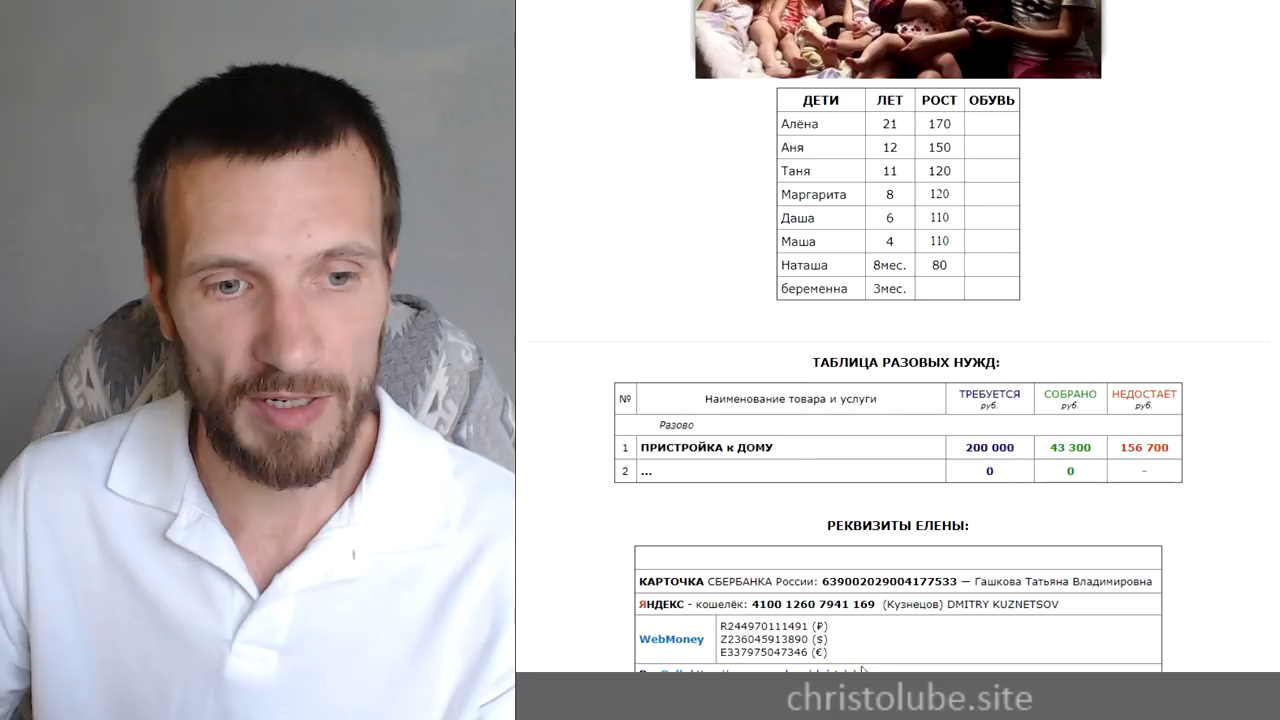 ДЕТИ ЛЕТ РОСТ ОБУВЬ
Алёна 21 170
Аня 12 150
Таня 11 120
Маргарита 8 120
Даша 6 110
Маша 4 110
Наташа 8мес. 80
беременна 3мес.
ТАБЛИЦА РАЗОВЫХ НУЖД:
№ Наименование товара и услуги ТРЕБУЕТСЯ руб. СОБРАНО руб. НЕДОСТАЁТ руб.
Разово
1 ПРИСТРОЙКА к ДОМУ 200 000 43 300 156 700
2 ... 0 0 -
РЕКВИЗИТЫ ЕЛЕНЫ:
КАРТОЧКА СБЕРБАНКА России: 639002029004177533 — Гашкова Татьяна Владимировна
ЯНДЕКС - кошелёк: 4100 1260 7941 169 (Кузнецов) DMITRY KUZNETSOV
WebMoney
R244970111491 (₽)
Z236045913890 ($)
E337975047346 (€)
christolube.site